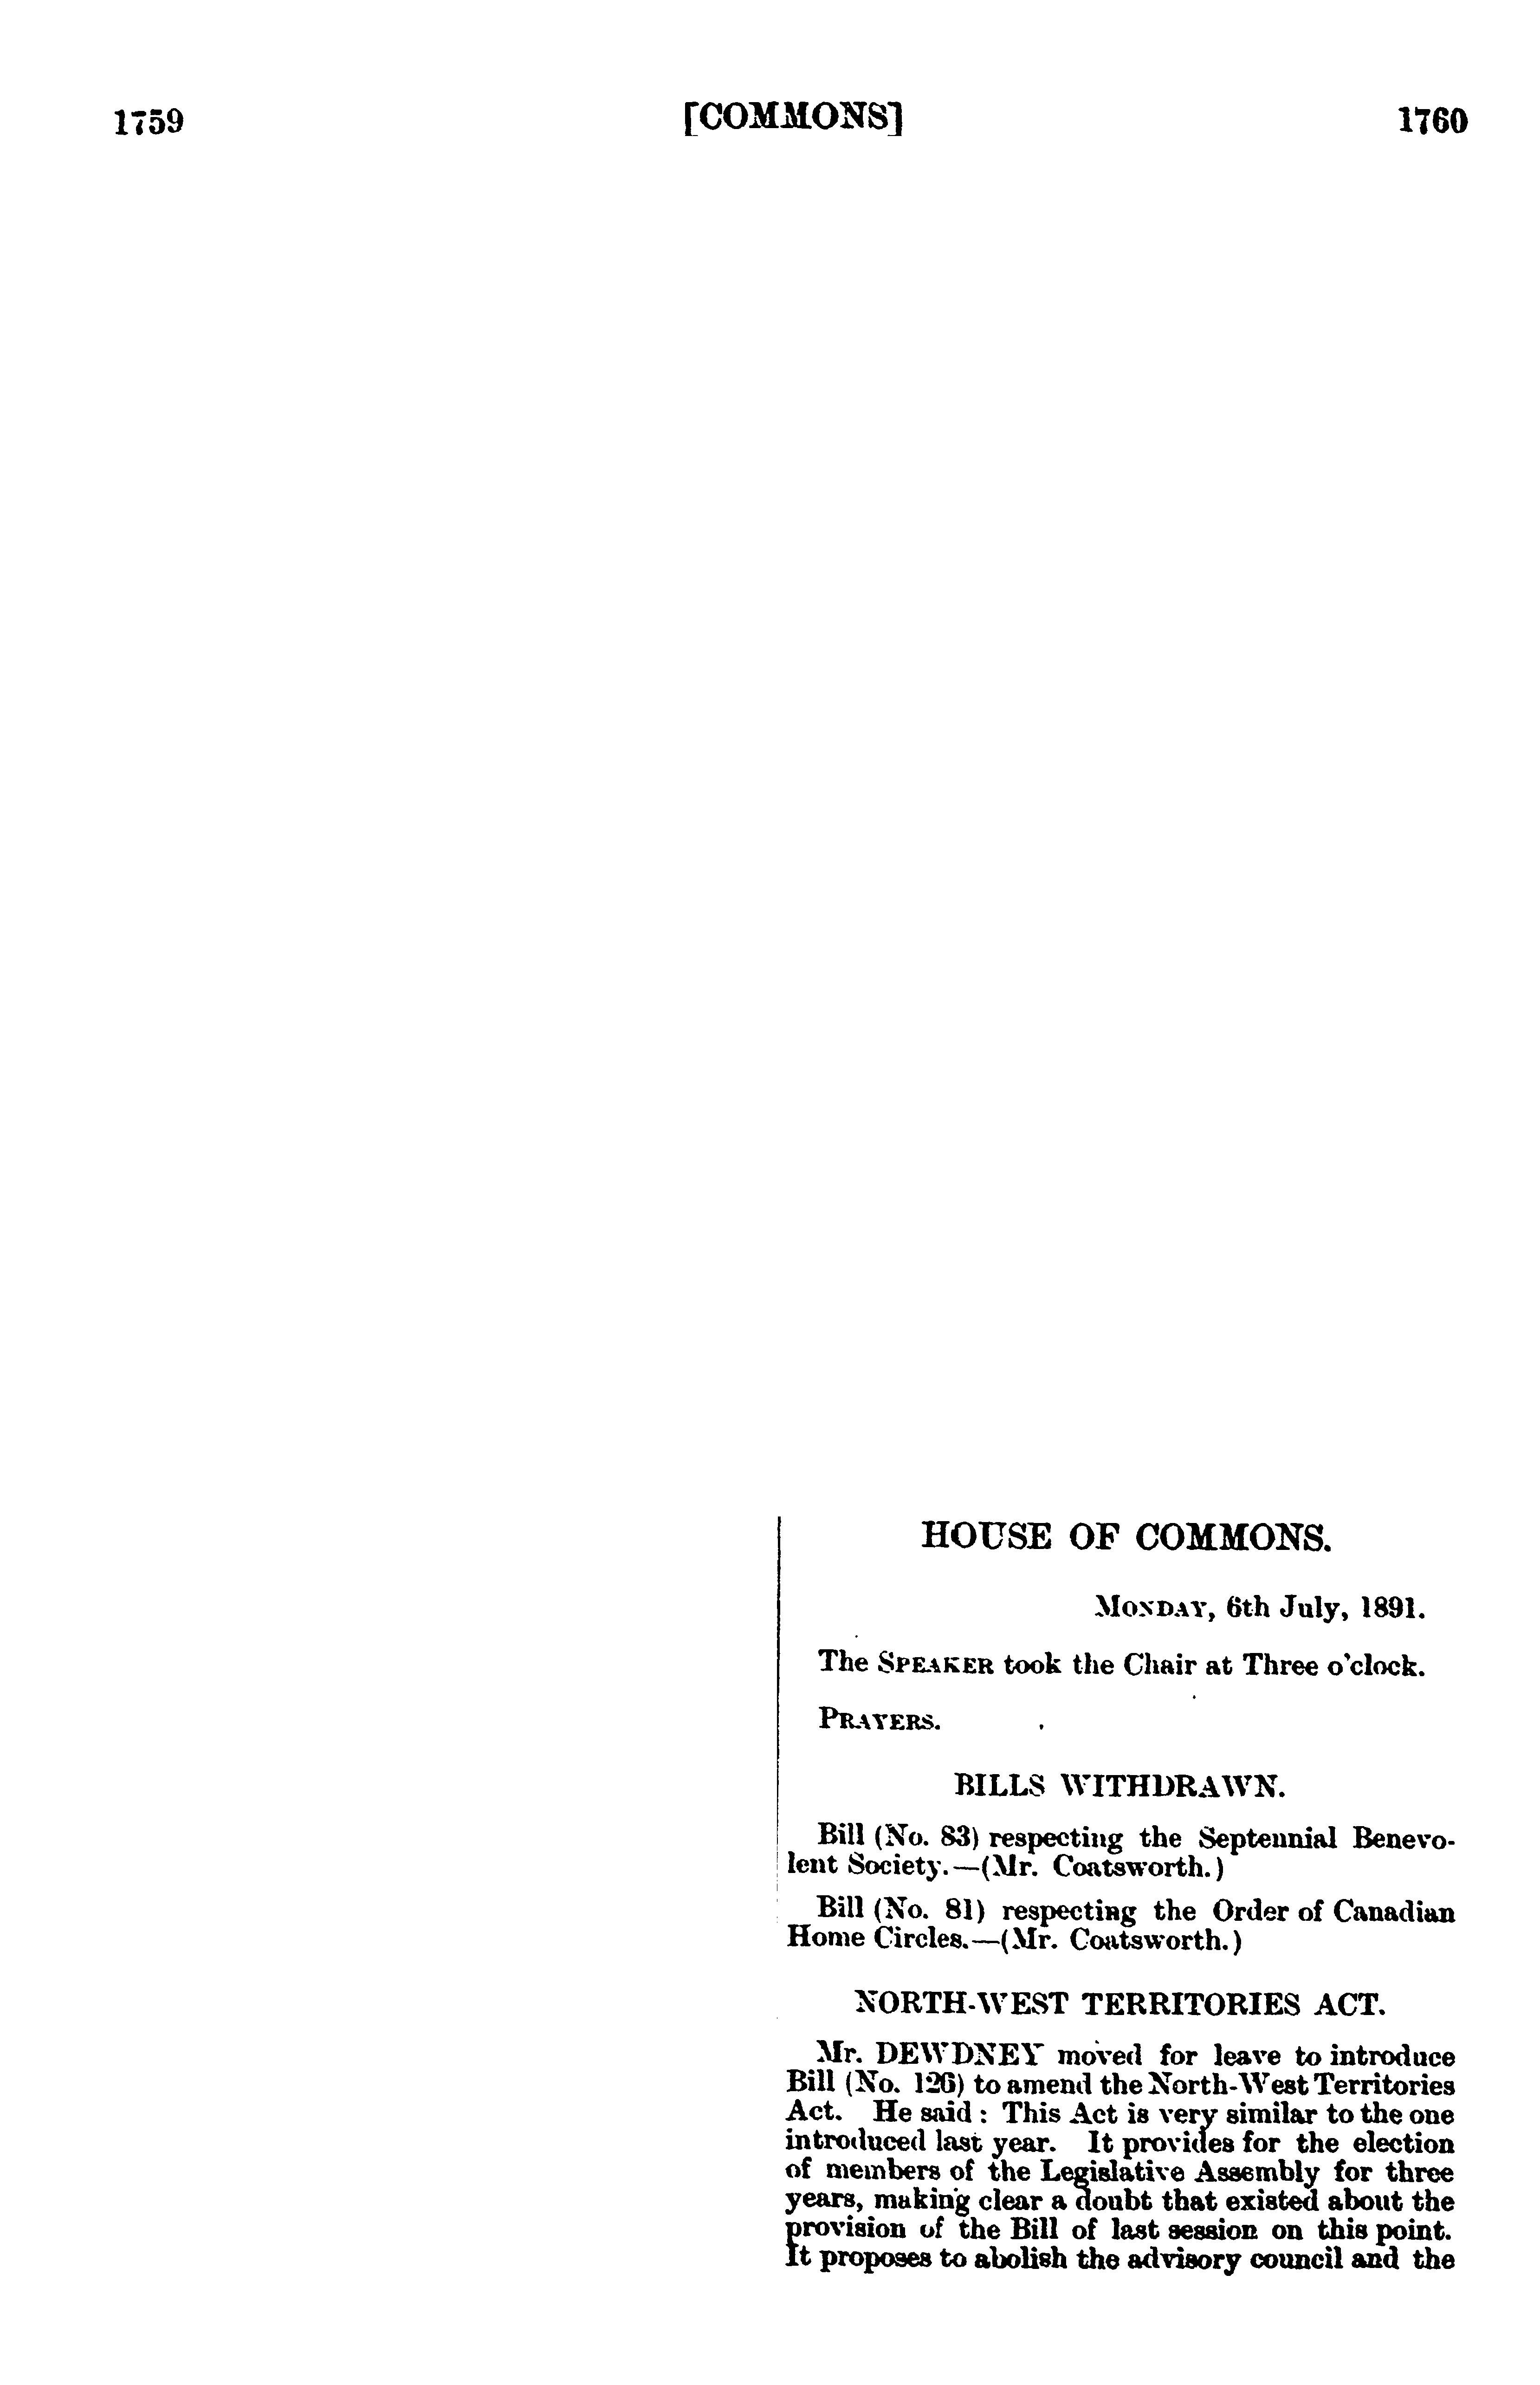 1759 [COMMONS] 1760
HOUSE OF COMMONS.
MONDAY, 6th July, 1891.
The SPEAKER took the Chair at Three o'clock.
PRAYERS.
BILLS WITHDRAWN.
Bill (No. 83) respecting the Septennial Benevo-
lent Society.—(Mr. Coatsworth.)
Bill (No. 81) respecting the Order of Canadian
Home Circles.—(Mr. Coatsworth.)
NORTH-WEST TERRITORIES ACT.
Mr. DEWDNEY moved for leave to introduce
Bill (No. 126) to amend the North-West Territories
Act. He said : This Act is very similar to the one
introduced last year. It provides for the election
of members of the Legislative Assembly for three
years, making clear a doubt that existed about the
provision of the Bill of last session on this point.
It proposes to abolish the advisory council and the